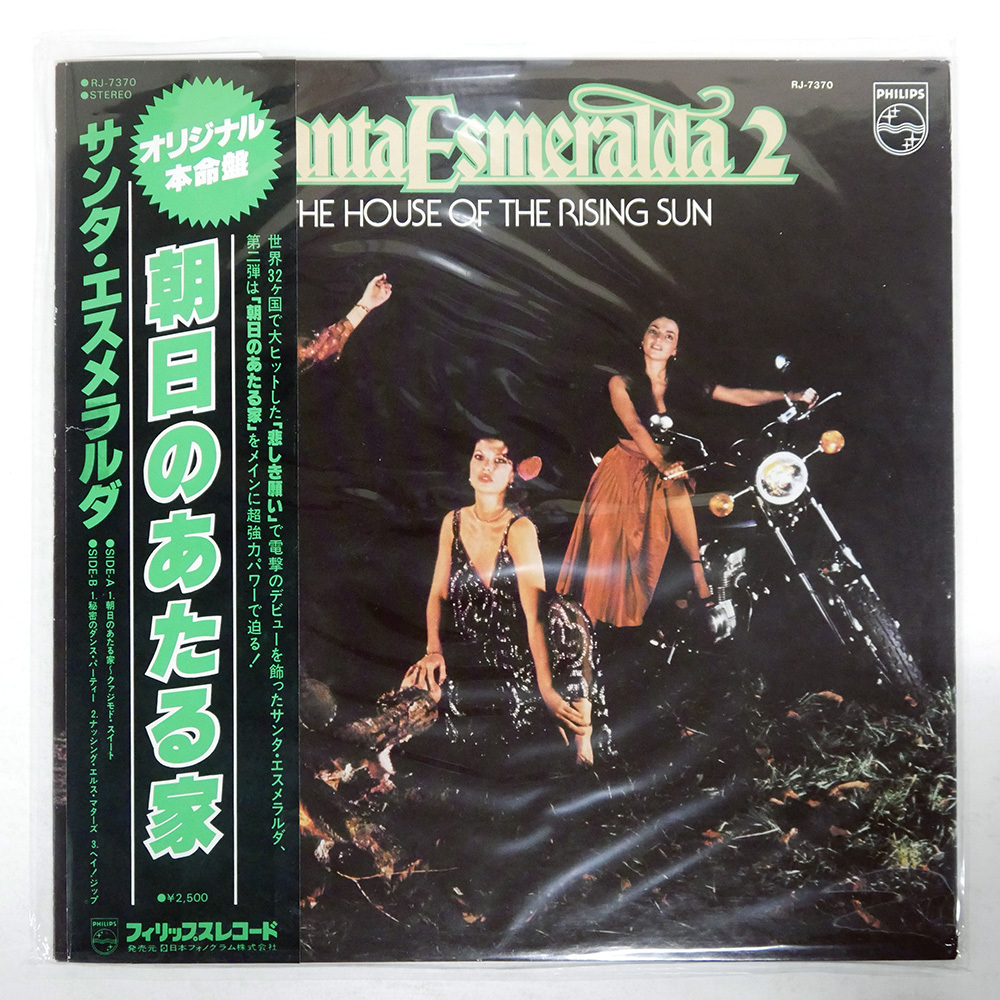 ●RJ-7370
●STEREO
オリジナル
本命盤
サンタ・エスメラルダ
朝日のあたる家
世界32ヶ国で大ヒットした「悲しき願い」で電撃のデビューを飾ったサンタ・エスメラルダ、
第二弾は「朝日のあたる家」をメインに超強力パワーで迫る!
●SIDE-A 1.朝日のあたる家〜クァジモド・スイート
●SIDE-B 1.秘密のダンス・パーティー 2.ナッシング・エルス・マターズ 3.ヘイ!ジップ
●¥2,500
PHILIPS
フィリップスレコード
発売元 日本フォノグラム株式会社
RJ-7370
PHILIPS
anta Esmeralda 2
THE HOUSE OF THE RISING SUN